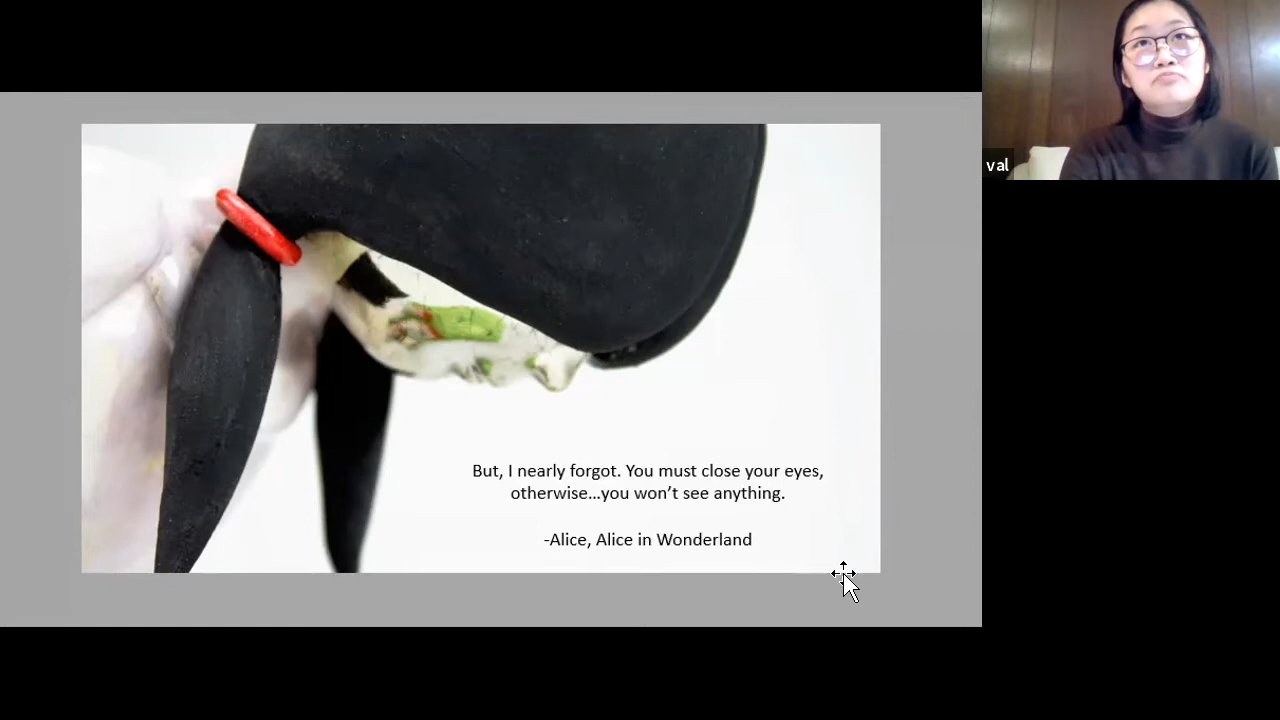 val
But, I nearly forgot. You must close your eyes,
otherwise…you won’t see anything.
-Alice, Alice in Wonderland